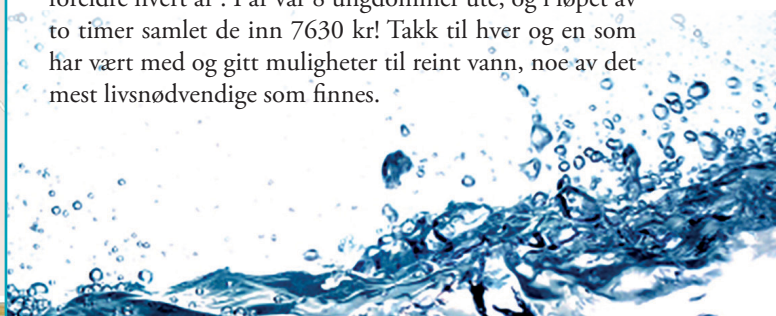 foreldre hvert år". I år var 8 ungdommer ute, og i løpet av
to timer samlet de inn 7630 kr! Takk til hver og en som
har vært med og gitt muligheter til reint vann, noe av det
mest livsnødvendige som finnes.